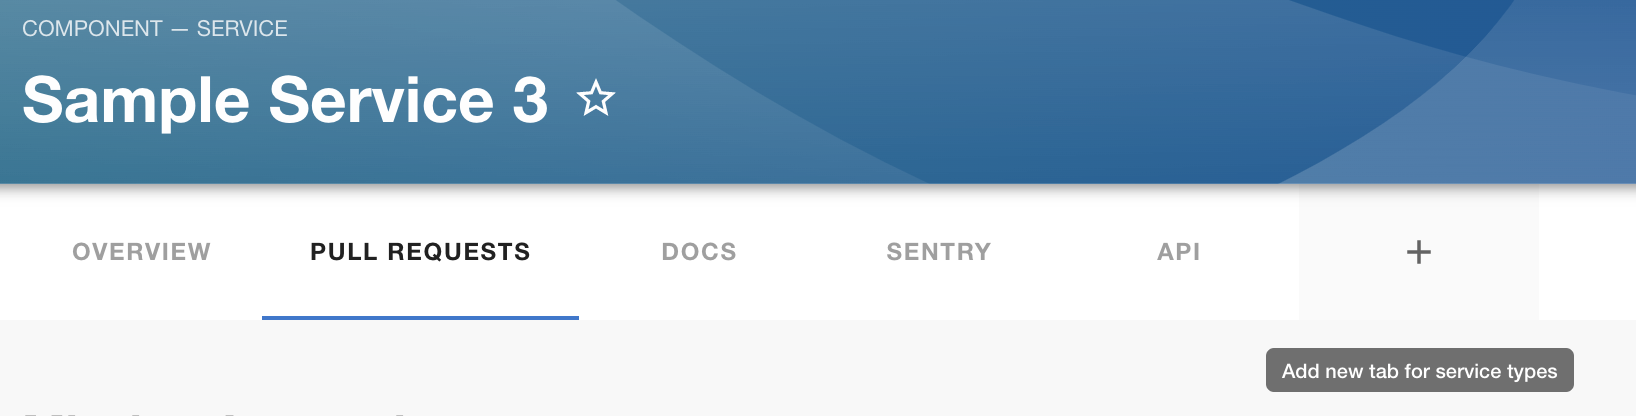 COMPONENT — SERVICE
Sample Service 3
OVERVIEW PULL REQUESTS DOCS SENTRY API +
Add new tab for service types